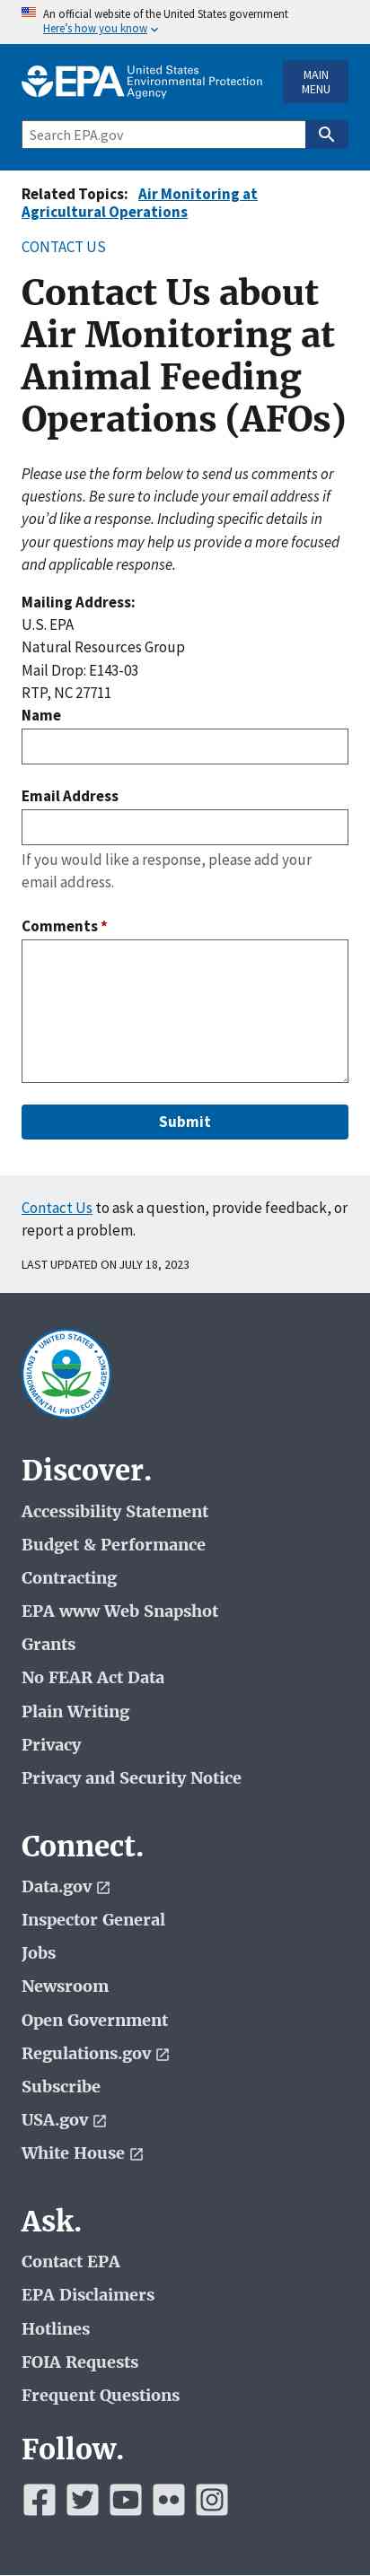 An official website of the United States government
Here's how you know
EPA United States
Environmental Protection
Agency
MAIN
MENU
Search EPA.gov
Related Topics: Air Monitoring at
Agricultural Operations
CONTACT US
Contact Us about
Air Monitoring at
Animal Feeding
Operations (AFOs)
Please use the form below to send us comments or
questions. Be sure to include your email address if
you’d like a response. Including specific details in
your questions may help us provide a more focused
and applicable response.
Mailing Address:
U.S. EPA
Natural Resources Group
Mail Drop: E143-03
RTP, NC 27711
Name
Email Address
If you would like a response, please add your
email address.
Comments *
Submit
Contact Us to ask a question, provide feedback, or
report a problem.
LAST UPDATED ON JULY 18, 2023
UNITED STATES
ENVIRONMENTAL PROTECTION AGENCY
Discover.
Accessibility Statement
Budget & Performance
Contracting
EPA www Web Snapshot
Grants
No FEAR Act Data
Plain Writing
Privacy
Privacy and Security Notice
Connect.
Data.gov
Inspector General
Jobs
Newsroom
Open Government
Regulations.gov
Subscribe
USA.gov
White House
Ask.
Contact EPA
EPA Disclaimers
Hotlines
FOIA Requests
Frequent Questions
Follow.